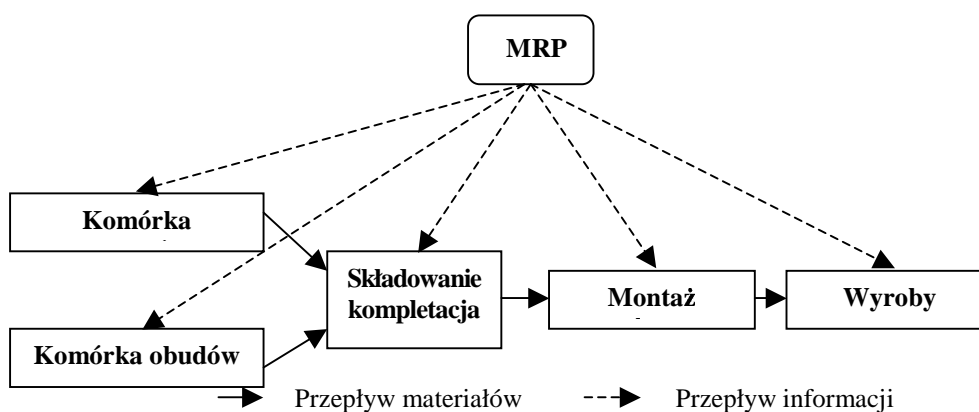 MRP
Komórka
Składowanie
kompletacja
Montaż
Wyroby
Komórka obudów
Przepływ materiałów
Przepływ informacji